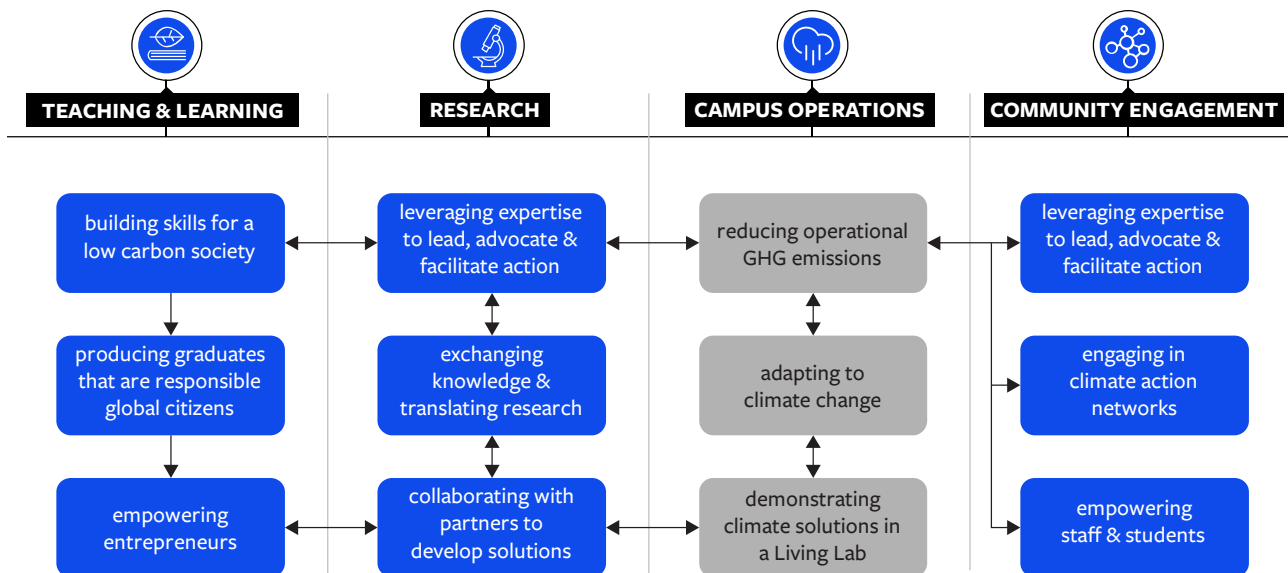 TEACHING & LEARNING
RESEARCH
CAMPUS OPERATIONS
COMMUNITY ENGAGEMENT
building skills for a
low carbon society
leveraging expertise
to lead, advocate &
facilitate action
reducing operational
GHG emissions
leveraging expertise
to lead, advocate &
facilitate action
producing graduates
that are responsible
global citizens
exchanging
knowledge &
translating research
adapting to
climate change
engaging in
climate action
networks
empowering
entrepreneurs
collaborating with
partners to
develop solutions
demonstrating
climate solutions in
a Living Lab
empowering
staff & students